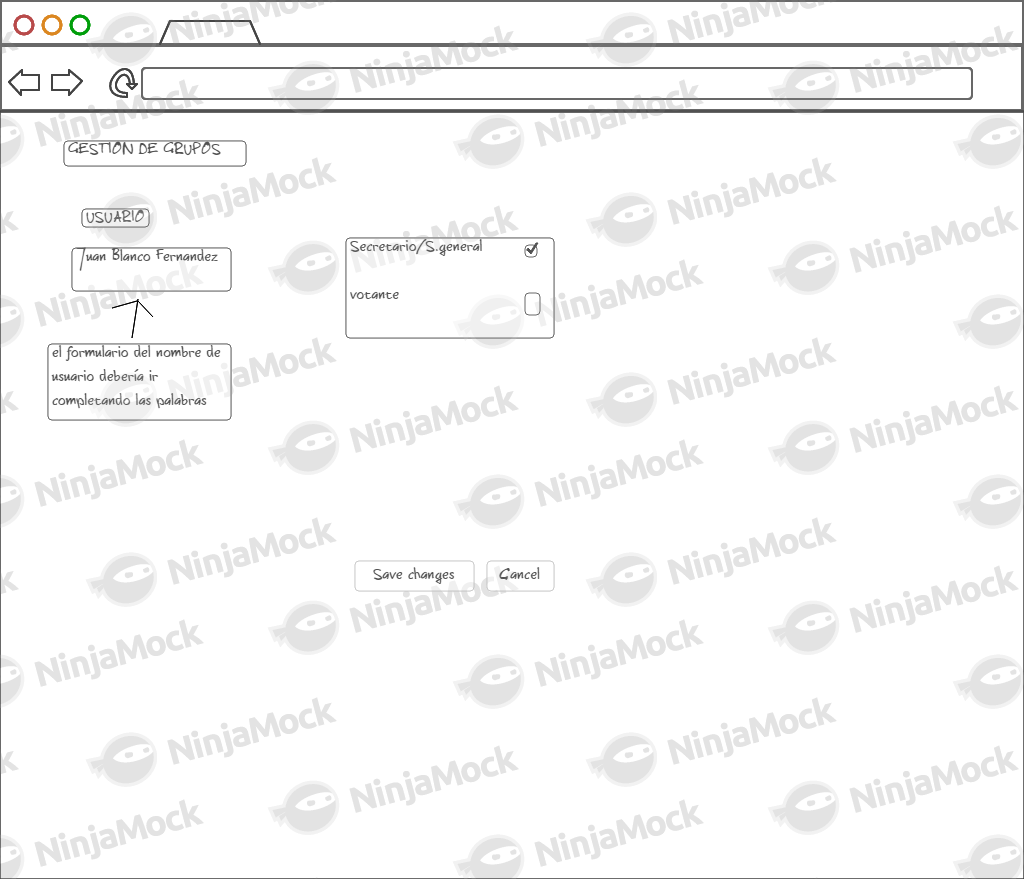 GESTION DE GRUPOS
USUARIO
Juan Blanco Fernandez
Secretario/S.general
votante
el formulario del nombre de
usuario debería ir
completando las palabras
Save changes
Cancel
NinjaMock